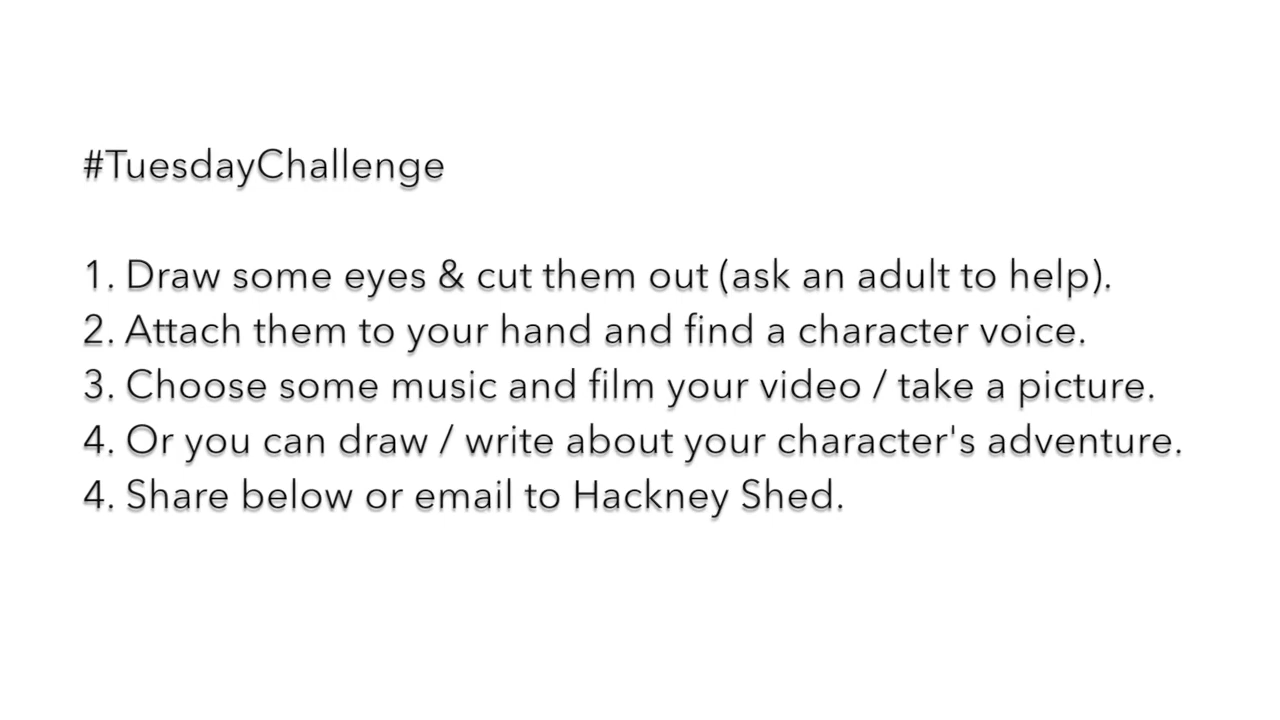 #TuesdayChallenge
1. Draw some eyes & cut them out (ask an adult to help).
2. Attach them to your hand and find a character voice.
3. Choose some music and film your video / take a picture.
4. Or you can draw / write about your character's adventure.
4. Share below or email to Hackney Shed.